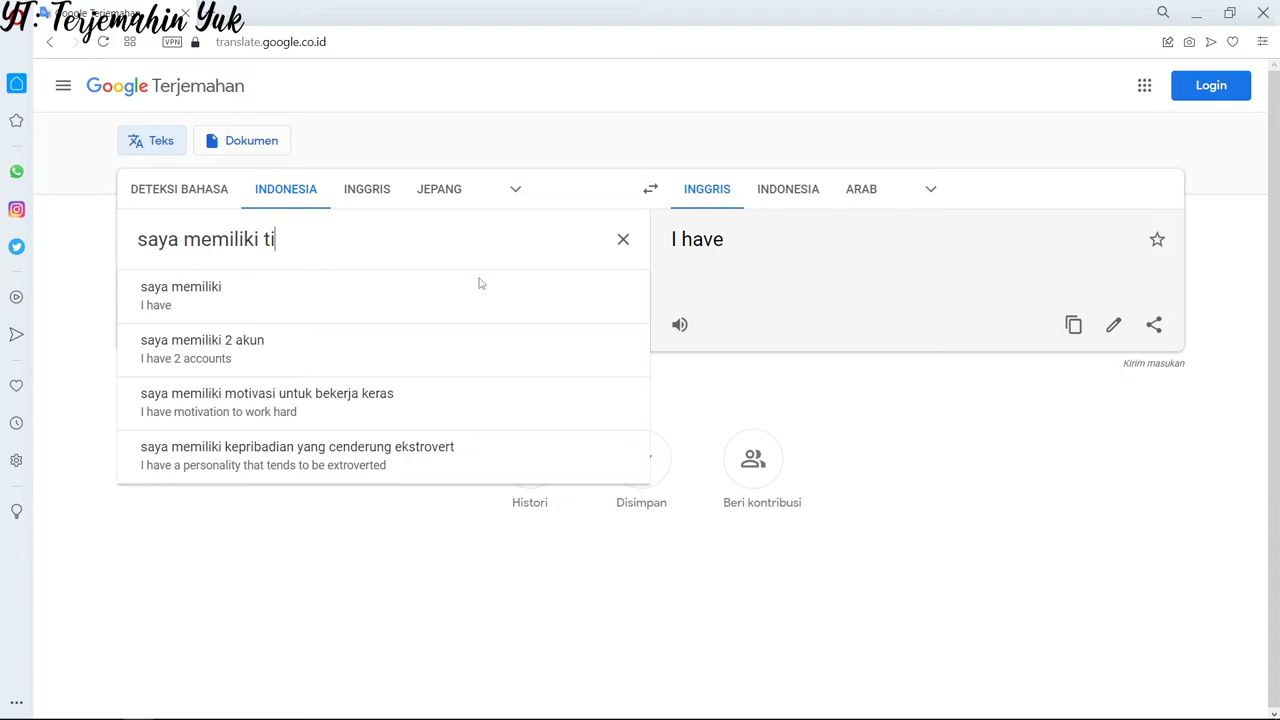 YT: Terjemahin Yuk
Google Terjemahan
VPN
translate.google.co.id
Google Terjemahan
Login
Teks
Dokumen
DETEKSI BAHASA INDONESIA INGGRIS JEPANG
INGGRIS INDONESIA ARAB
saya memiliki ti
I have
saya memiliki
I have
saya memiliki 2 akun
I have 2 accounts
saya memiliki motivasi untuk bekerja keras
I have motivation to work hard
saya memiliki kepribadian yang cenderung ekstrovert
I have a personality that tends to be extroverted
Kirim masukan
Histori
Disimpan
Beri kontribusi